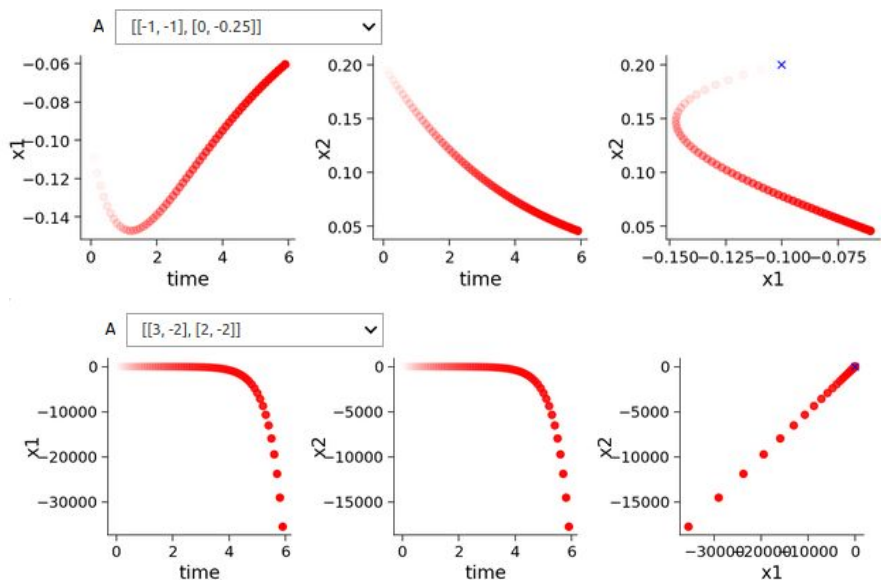 A [[-1, -1], [0, -0.25]]
−0.06
−0.08
−0.10
−0.12
−0.14
x1
0 2 4 6
time
0.20
0.15
0.10
0.05
x2
0 2 4 6
time
0.20
0.15
0.10
0.05
x2
−0.150 −0.125 −0.100 −0.075
x1
A [[3, -2], [2, -2]]
0
−10000
−20000
−30000
x1
0 2 4 6
time
0
−5000
−10000
−15000
x2
0 2 4 6
time
0
−5000
−10000
−15000
x2
−30000 −20000 −10000 0
x1